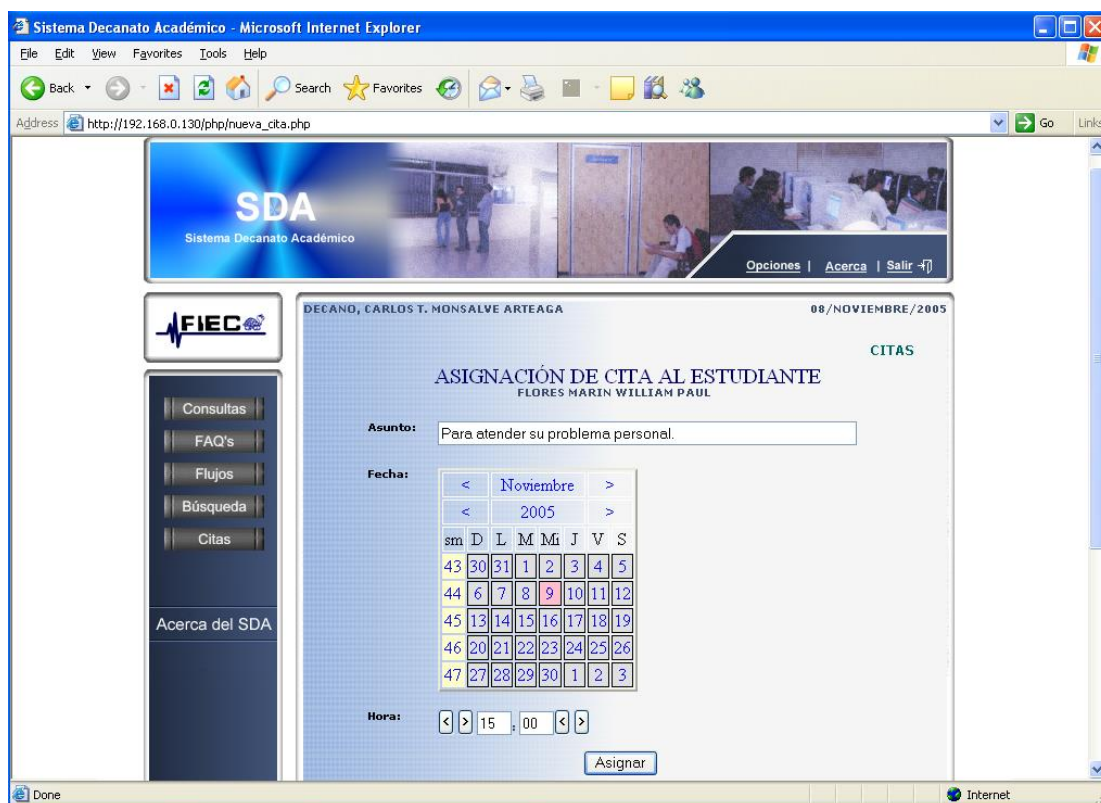 Sistema Decanato Académico - Microsoft Internet Explorer
File Edit View Favorites Tools Help
Back Search Favorites
Address http://192.168.0.130/php/nueva_cita.php Go Links
SDA
Sistema Decanato Académico
Opciones | Acerca | Salir
FIEC
DECANO, CARLOS T. MONSALVE ARTEAGA 08/NOVIEMBRE/2005
CITAS
ASIGNACIÓN DE CITA AL ESTUDIANTE
FLORES MARIN WILLIAM PAUL
Consultas
FAQ's
Flujos
Búsqueda
Citas
Acerca del SDA
Asunto: Para atender su problema personal.
Fecha:
< Noviembre >
< 2005 >
sm D L M Mi J V S
43 30 31 1 2 3 4 5
44 6 7 8 9 10 11 12
45 13 14 15 16 17 18 19
46 20 21 22 23 24 25 26
47 27 28 29 30 1 2 3
Hora: < > 15 : 00 < >
Asignar
Done Internet